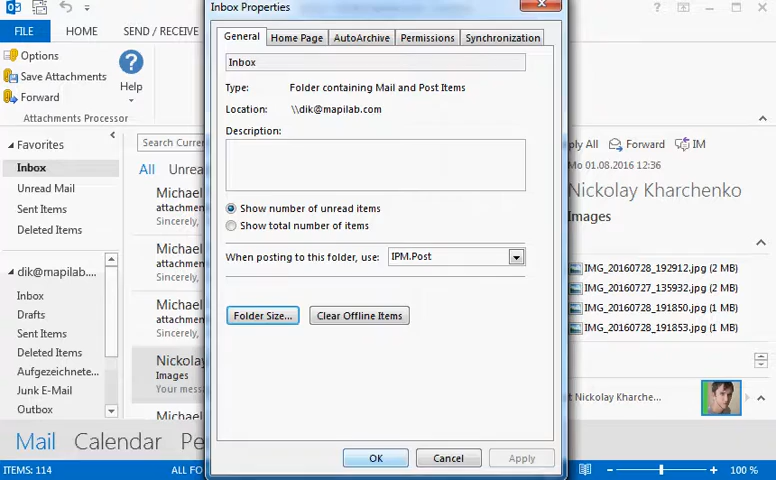 Inbox Properties
FILE
HOME
SEND / RECEIVE
Options
Save Attachments
Forward
Help
Attachments Processor
General
Home Page
AutoArchive
Permissions
Synchronization
Inbox
Type: Folder containing Mail and Post Items
Location: \\dik@mapilab.com
Description:
Show number of unread items
Show total number of items
When posting to this folder, use: IPM.Post
Folder Size...
Clear Offline Items
OK
Cancel
Apply
Favorites
Inbox
Unread Mail
Sent Items
Deleted Items
dik@mapilab....
Inbox
Drafts
Sent Items
Deleted Items
Aufgezeichnete...
Junk E-Mail
Outbox
Search Curre
All Unrea
Michael
attachment
Sincerely,
Michael
attachment
Sincerely,
Michael
attachment
Sincerely,
Nickolay
Images
Your messa
Michael
ply All
Forward
IM
Mo 01.08.2016 12:36
Nickolay Kharchenko
Images
IMG_20160728_192912.jpg (2 MB)
IMG_20160727_135932.jpg (2 MB)
IMG_20160728_191850.jpg (1 MB)
IMG_20160728_191853.jpg (1 MB)
t Nickolay Kharche...
Mail Calendar Pe
ITEMS: 114
ALL FO
100 %